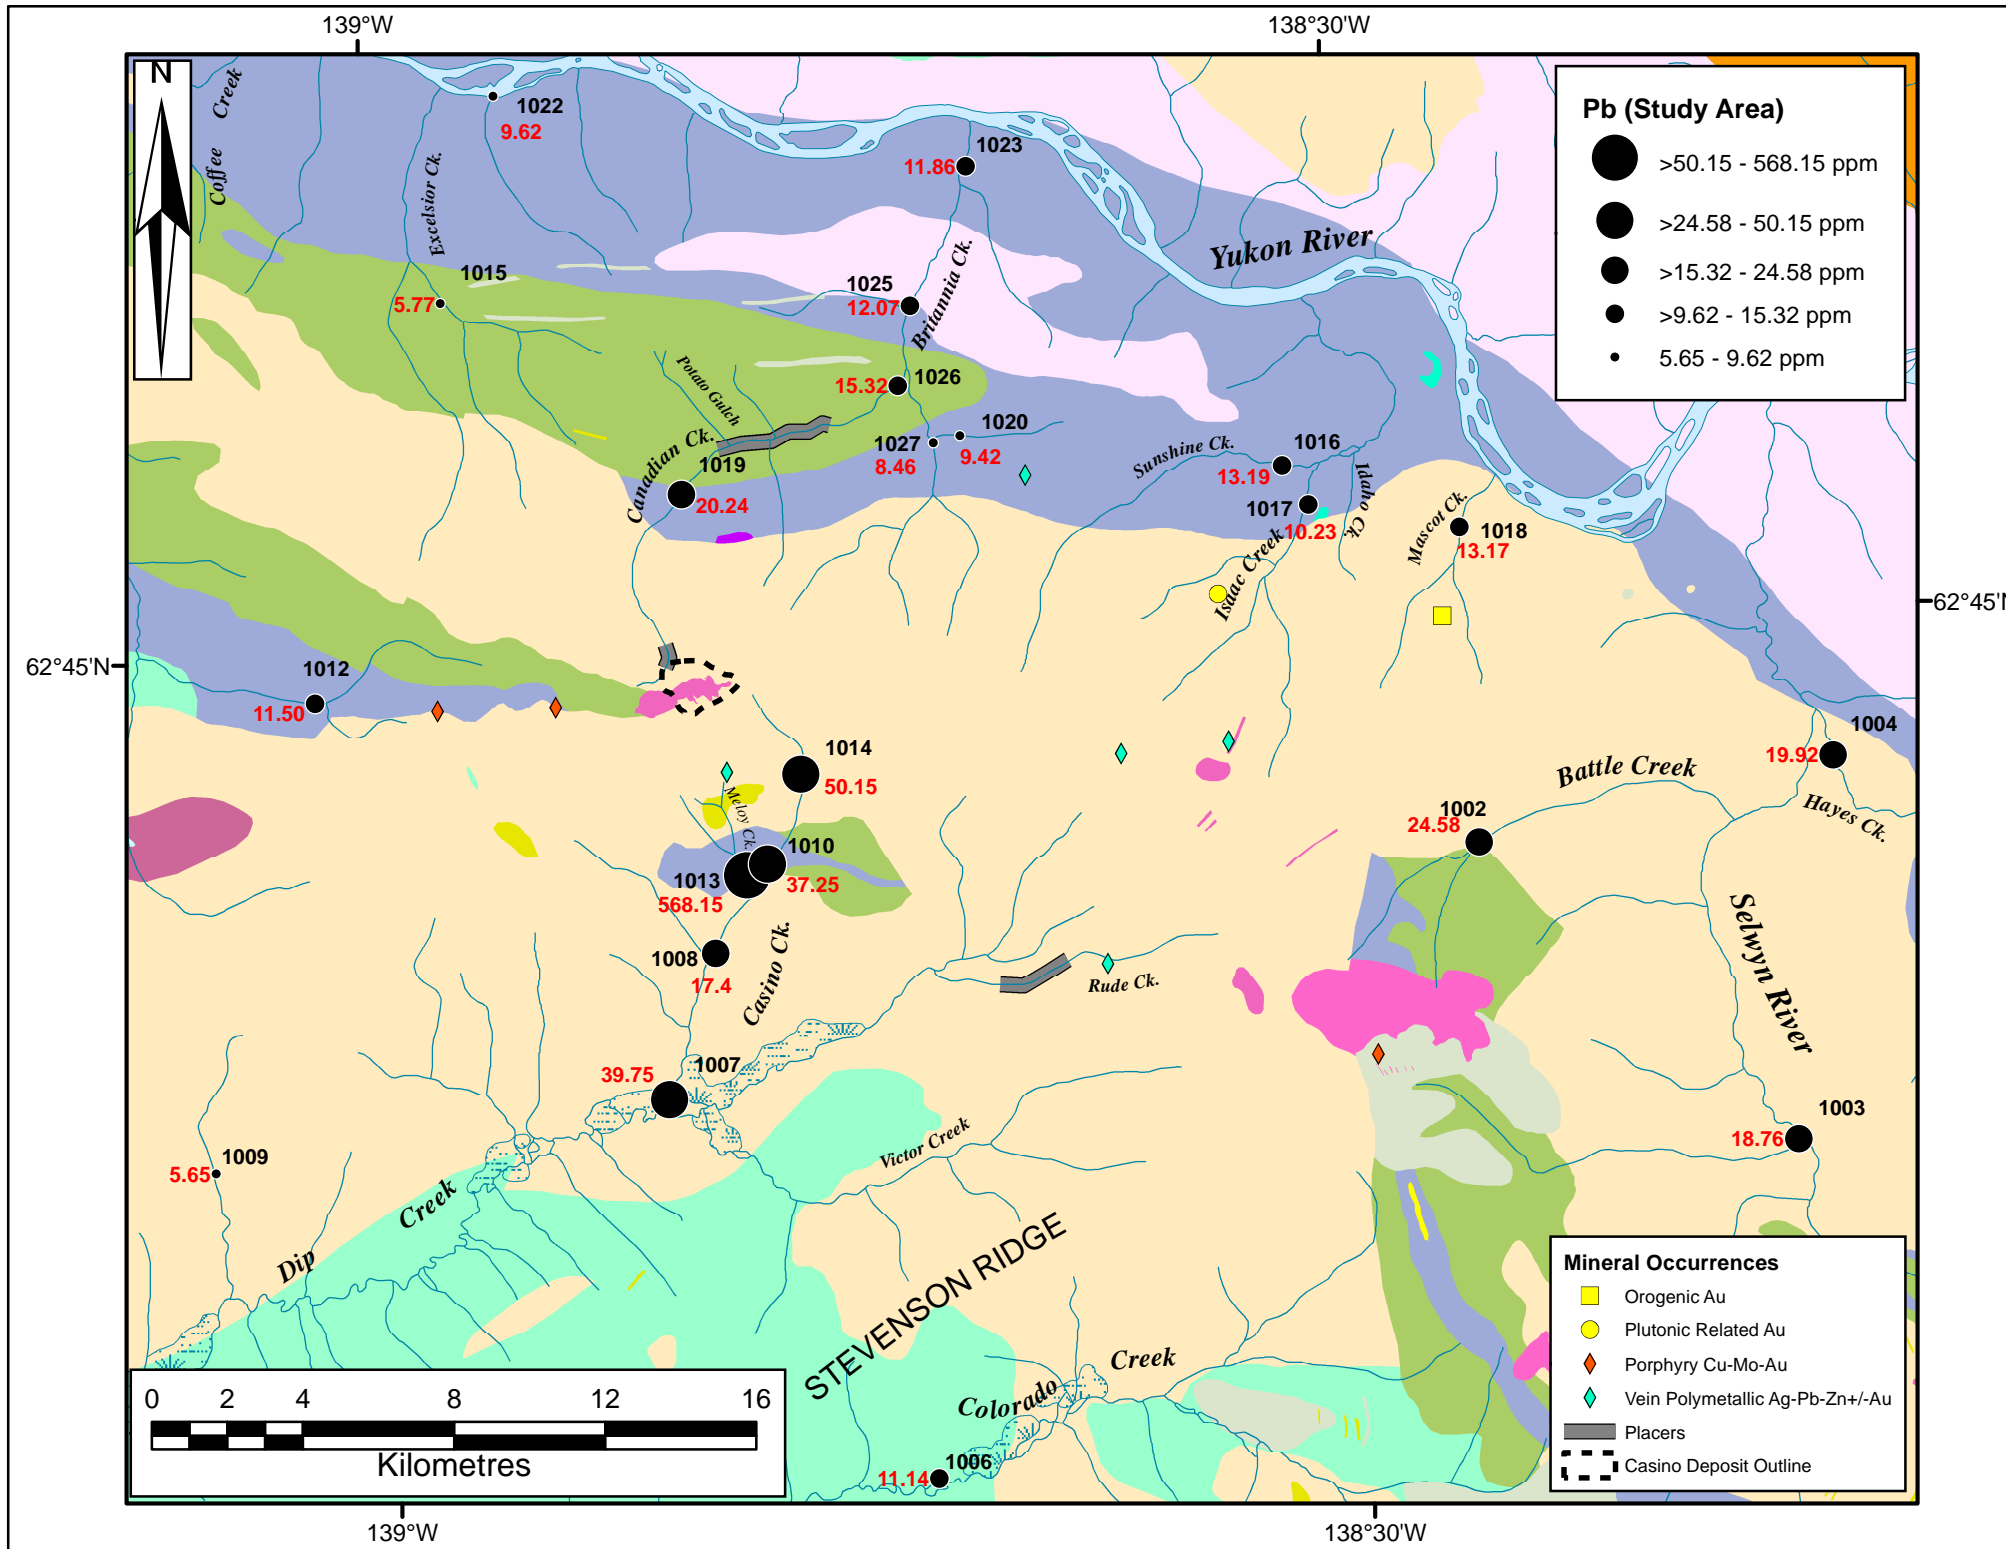 139°W
138°30'W
N
Coffee Creek
Excelsior Ck.
1022
9.62
1023
11.86
Yukon River
Pb (Study Area)
>50.15 - 568.15 ppm
>24.58 - 50.15 ppm
>15.32 - 24.58 ppm
>9.62 - 15.32 ppm
5.65 - 9.62 ppm
1015
5.77
1025
12.07
Britannia Ck.
1026
15.32
Potato Gulch
Canadian Ck.
1019
20.24
1027
8.46
1020
9.42
Sunshine Ck.
1016
13.19
1017
10.23
Idaho Ck.
Isaac Creek
Mascot Ck.
1018
13.17
62°45'N
62°45'N
1012
11.50
1014
50.15
Meloy Ck.
1010
37.25
1013
568.15
1008
17.4
Casino Ck.
Rude Ck.
1004
19.92
Battle Creek
Hayes Ck.
1002
24.58
Selwyn River
1007
39.75
1003
18.76
1009
5.65
Victor Creek
Dip Creek
STEVENSON RIDGE
Colorado Creek
1006
11.14
0 2 4 8 12 16
Kilometres
Mineral Occurrences
Orogenic Au
Plutonic Related Au
Porphyry Cu-Mo-Au
Vein Polymetallic Ag-Pb-Zn+/-Au
Placers
Casino Deposit Outline
139°W
138°30'W